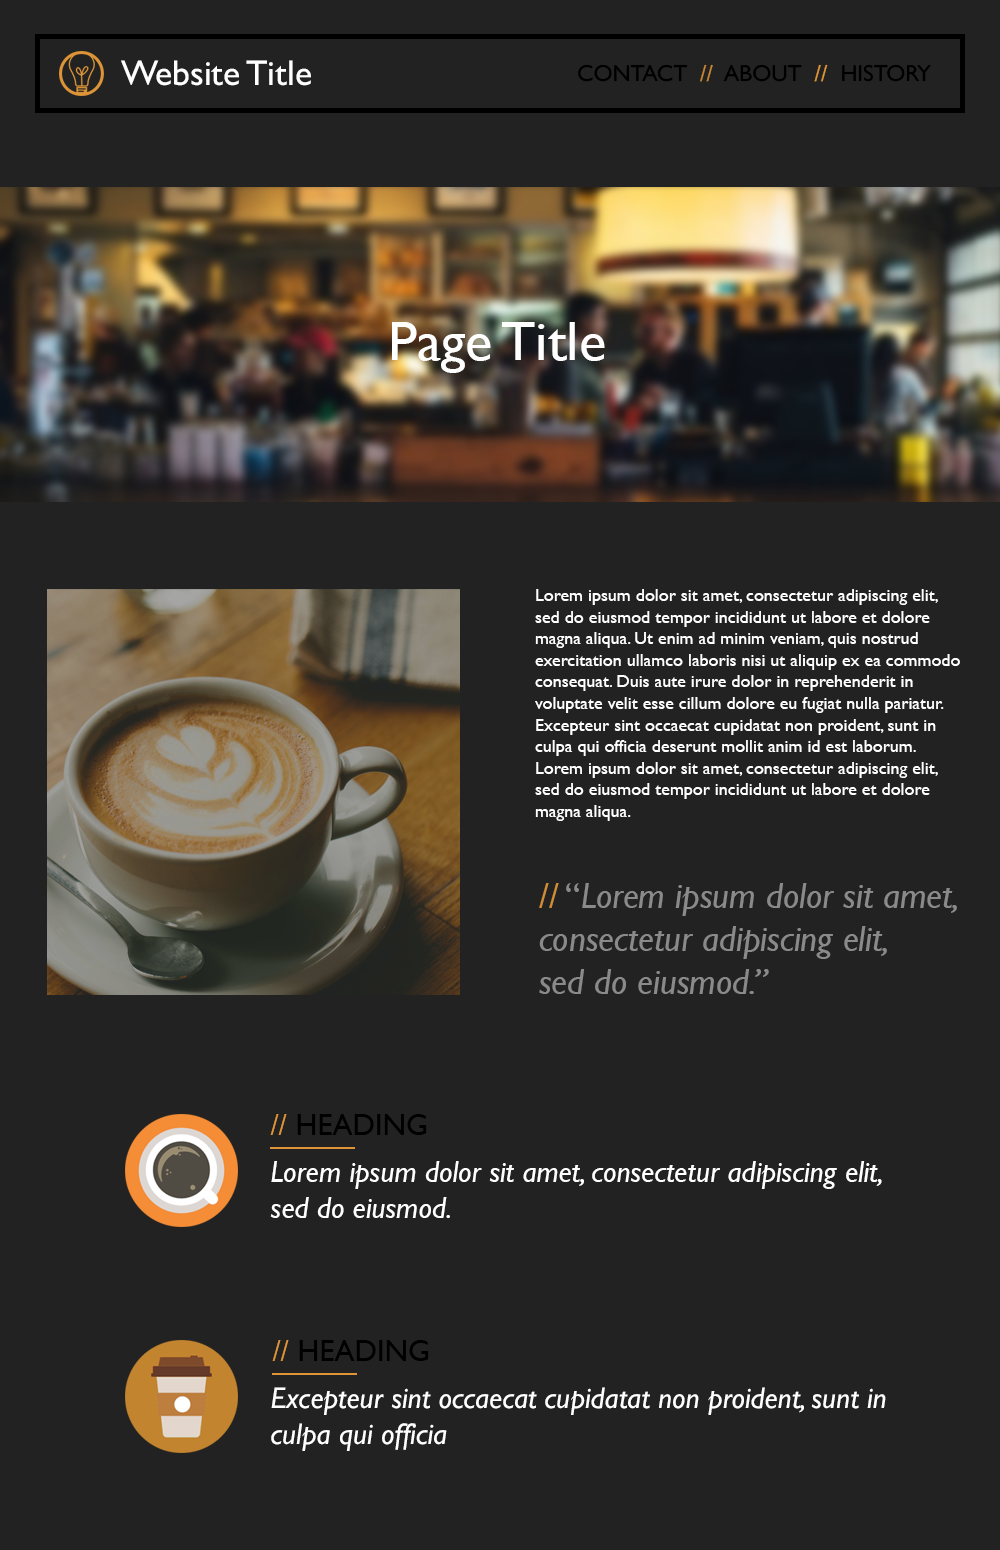 Website Title
CONTACT // ABOUT // HISTORY
Page Title
Lorem ipsum dolor sit amet, consectetur adipiscing elit,
sed do eiusmod tempor incididunt ut labore et dolore
magna aliqua. Ut enim ad minim veniam, quis nostrud
exercitation ullamco laboris nisi ut aliquip ex ea commodo
consequat. Duis aute irure dolor in reprehenderit in
voluptate velit esse cillum dolore eu fugiat nulla pariatur.
Excepteur sint occaecat cupidatat non proident, sunt in
culpa qui officia deserunt mollit anim id est laborum.
Lorem ipsum dolor sit amet, consectetur adipiscing elit,
sed do eiusmod tempor incididunt ut labore et dolore
magna aliqua.
// “Lorem ipsum dolor sit amet,
consectetur adipiscing elit,
sed do eiusmod.”
// HEADING
Lorem ipsum dolor sit amet, consectetur adipiscing elit,
sed do eiusmod.
// HEADING
Excepteur sint occaecat cupidatat non proident, sunt in
culpa qui officia